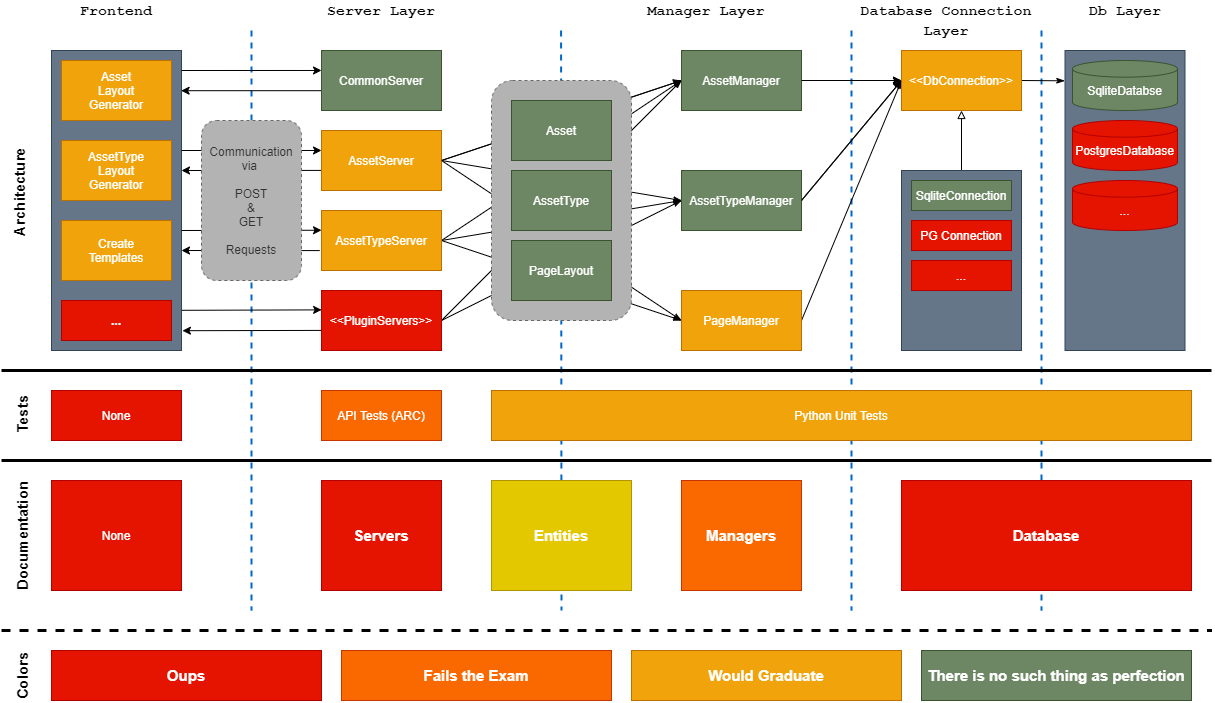 Frontend
Server Layer
Manager Layer
Database Connection
Layer
Db Layer
Architecture
Asset
Layout
Generator
AssetType
Layout
Generator
Create
Templates
...
Communication
via
POST
&
GET
Requests
CommonServer
AssetServer
AssetTypeServer
<<PluginServers>>
Asset
AssetType
PageLayout
AssetManager
AssetTypeManager
PageManager
<<DbConnection>>
SqliteConnection
PG Connection
...
SqliteDatabse
PostgresDatabase
...
Tests
None
API Tests (ARC)
Python Unit Tests
Documentation
None
Servers
Entities
Managers
Database
Colors
Oups
Fails the Exam
Would Graduate
There is no such thing as perfection